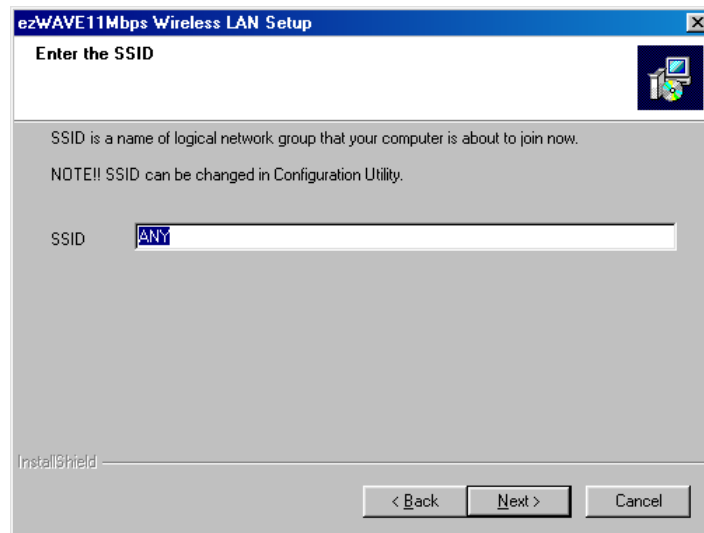 ezWAVE11Mbps Wireless LAN Setup
Enter the SSID
SSID is a name of logical network group that your computer is about to join now.
NOTE!! SSID can be changed in Configuration Utility.
SSID ANY
InstallShield
< Back Next > Cancel